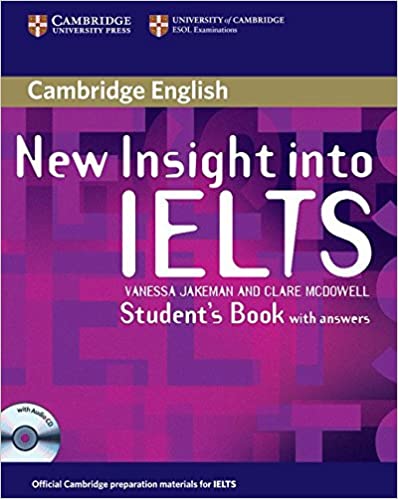 CAMBRIDGE
UNIVERSITY PRESS
UNIVERSITY of CAMBRIDGE
ESOL Examinations
Cambridge English
New Insight into
IELTS
VANESSA JAKEMAN AND CLARE MCDOWELL
Student's Book with answers
with Audio CD
Official Cambridge preparation materials for IELTS